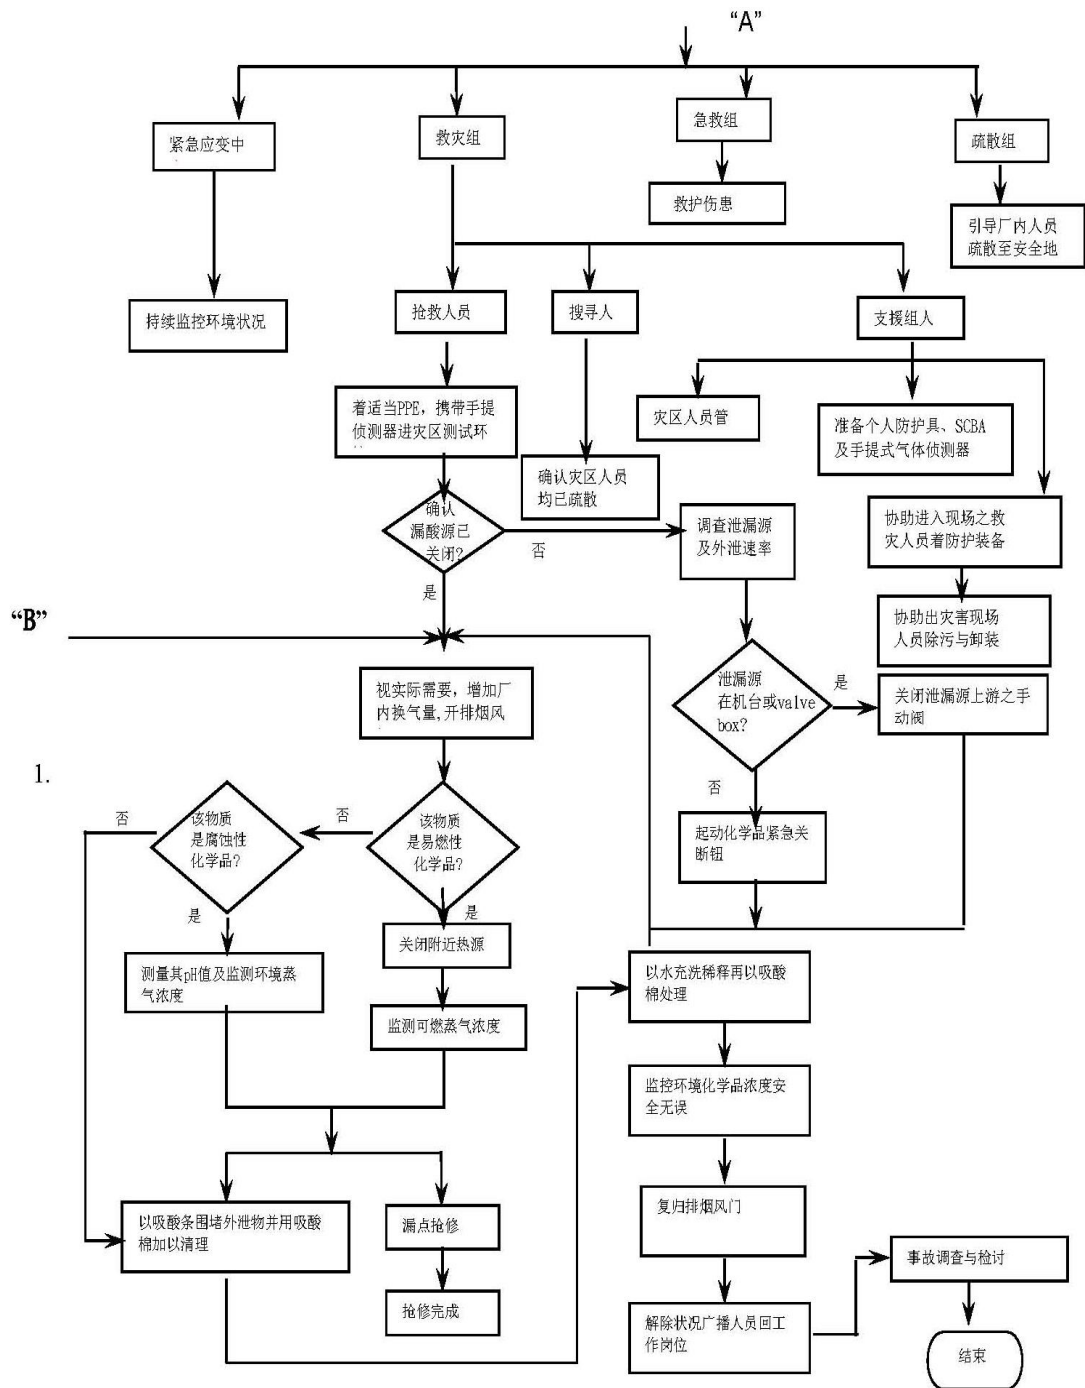 “A”
紧急应变中
救灾组
急救组
疏散组
救护伤患
引导厂内人员
疏散至安全地
持续监控环境状况
抢救人员
搜寻人
支援组人
着适当PPE，携带手提
侦测器进灾区测试环
灾区人员管
准备个人防护具、SCBA
及手提式气体侦测器
确认灾区人员
均已疏散
确认
漏酸源已
关闭？
否
是
调查泄漏源
及外泄速率
协助进入现场之救
灾人员着防护装备
“B”
协助出灾害现场
人员除污与卸装
视实际需要，增加厂
内换气量,开排烟风
泄漏源
在机台或valve
box？
是
否
关闭泄漏源上游之手
动阀
1.
否
该物质
是腐蚀性
化学品？
否
该物质
是易燃性
化学品？
起动化学品紧急关
断钮
是
是
关闭附近热源
测量其pH值及监测环境蒸
气浓度
监测可燃蒸气浓度
以水充洗稀释再以吸酸
棉处理
监控环境化学品浓度安
全无误
以吸酸条围堵外泄物并用吸酸
棉加以清理
漏点抢修
复归排烟风门
抢修完成
事故调查与检讨
解除状况广播人员回工
作岗位
结束